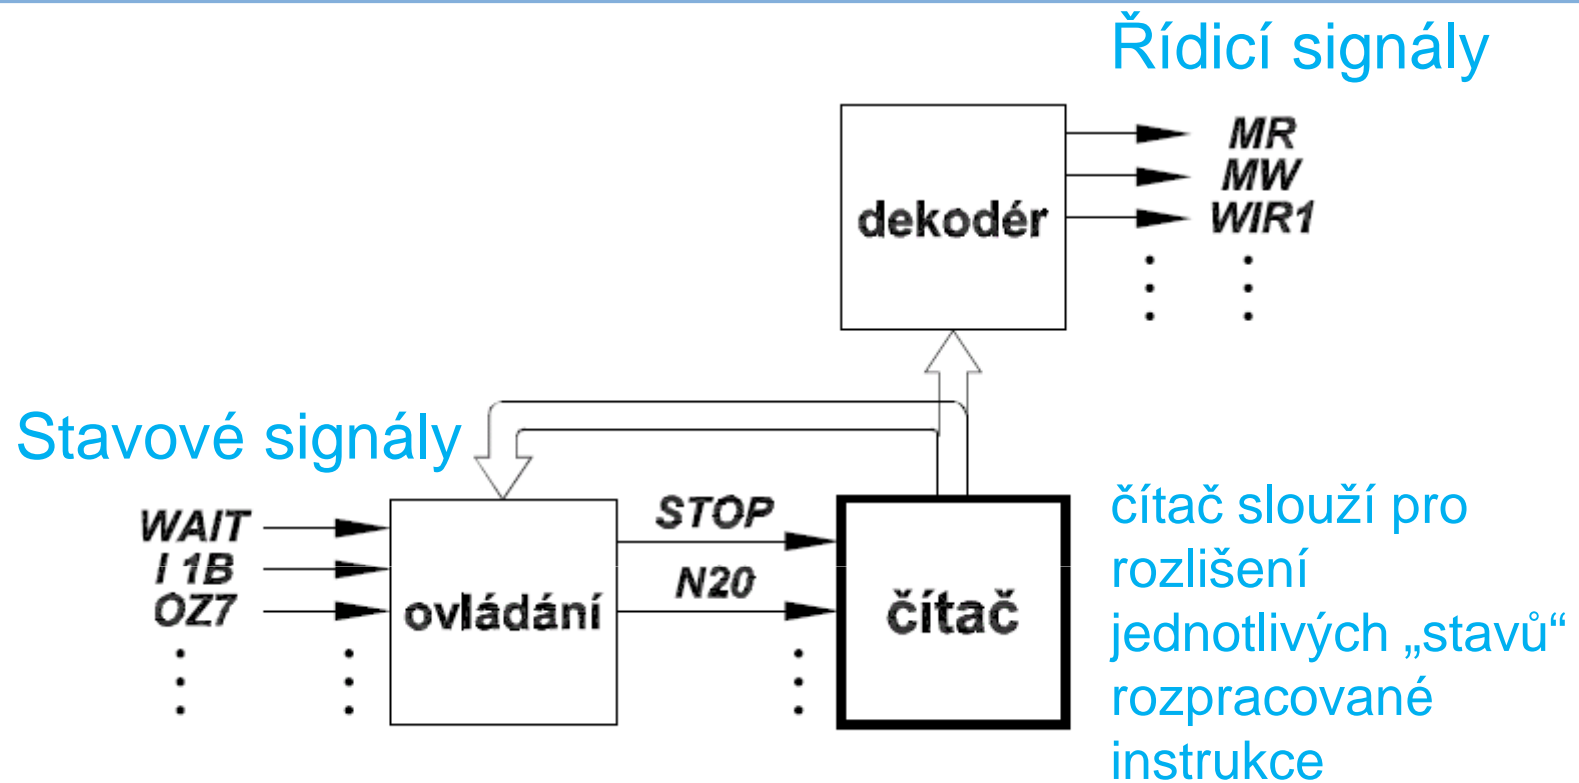 Řídicí signály
MR
MW
WIR1
dekodér
Stavové signály
WAIT
I 1B
OZ7
ovládání
STOP
N20
čítač
čítač slouží pro
rozlišení
jednotlivých „stavů“
rozpracované
instrukce